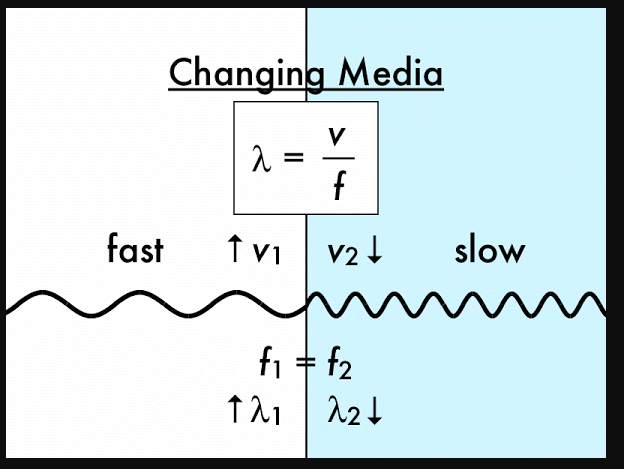 Changing Media
λ = v/f
fast ↑v₁ v₂↓ slow
f₁ = f₂
↑λ₁ λ₂↓